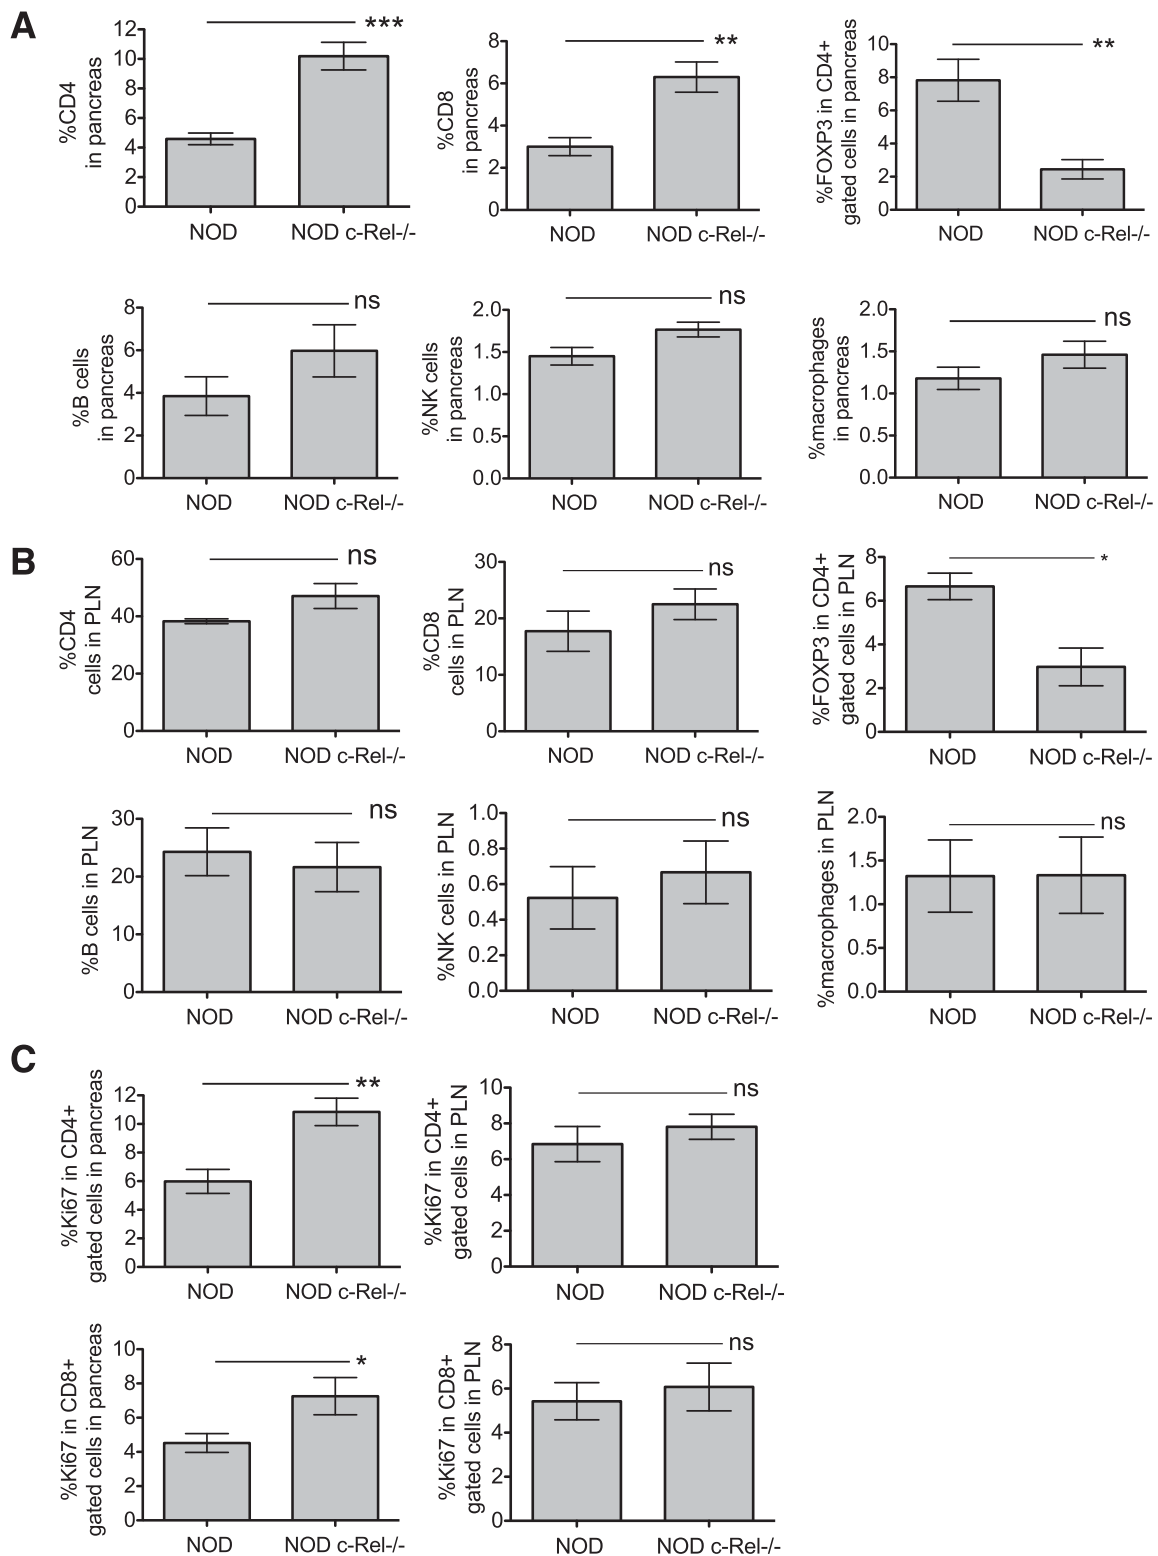 A
***
12
10
8
6
4
2
0
%CD4
in pancreas
NOD
NOD c-Rel-/-
**
8
6
4
2
0
%CD8
in pancreas
NOD
NOD c-Rel-/-
**
10
8
6
4
2
0
%FOXP3 in CD4+
gated cells in pancreas
NOD
NOD c-Rel-/-
ns
8
6
4
2
0
%B cells
in pancreas
NOD
NOD c-Rel-/-
ns
2.0
1.5
1.0
0.5
0.0
%NK cells
in pancreas
NOD
NOD c-Rel-/-
ns
2.0
1.5
1.0
0.5
0.0
%macrophages
in pancreas
NOD
NOD c-Rel-/-
B
ns
60
40
20
0
%CD4
cells in PLN
NOD
NOD c-Rel-/-
ns
30
20
10
0
%CD8
cells in PLN
NOD
NOD c-Rel-/-
*
8
6
4
2
0
%FOXP3 in CD4+
gated cells in PLN
NOD
NOD c-Rel-/-
ns
30
20
10
0
%B cells in PLN
NOD
NOD c-Rel-/-
ns
1.0
0.8
0.6
0.4
0.2
0.0
%NK cells in PLN
NOD
NOD c-Rel-/-
ns
2.0
1.5
1.0
0.5
0.0
%macrophages in PLN
NOD
NOD c-Rel-/-
C
**
12
10
8
6
4
2
0
%Ki67 in CD4+
gated cells in pancreas
NOD
NOD c-Rel-/-
ns
10
8
6
4
2
0
%Ki67 in CD4+
gated cells in PLN
NOD
NOD c-Rel-/-
*
10
8
6
4
2
0
%Ki67 in CD8+
gated cells in pancreas
NOD
NOD c-Rel-/-
ns
8
6
4
2
0
%Ki67 in CD8+
gated cells in PLN
NOD
NOD c-Rel-/-